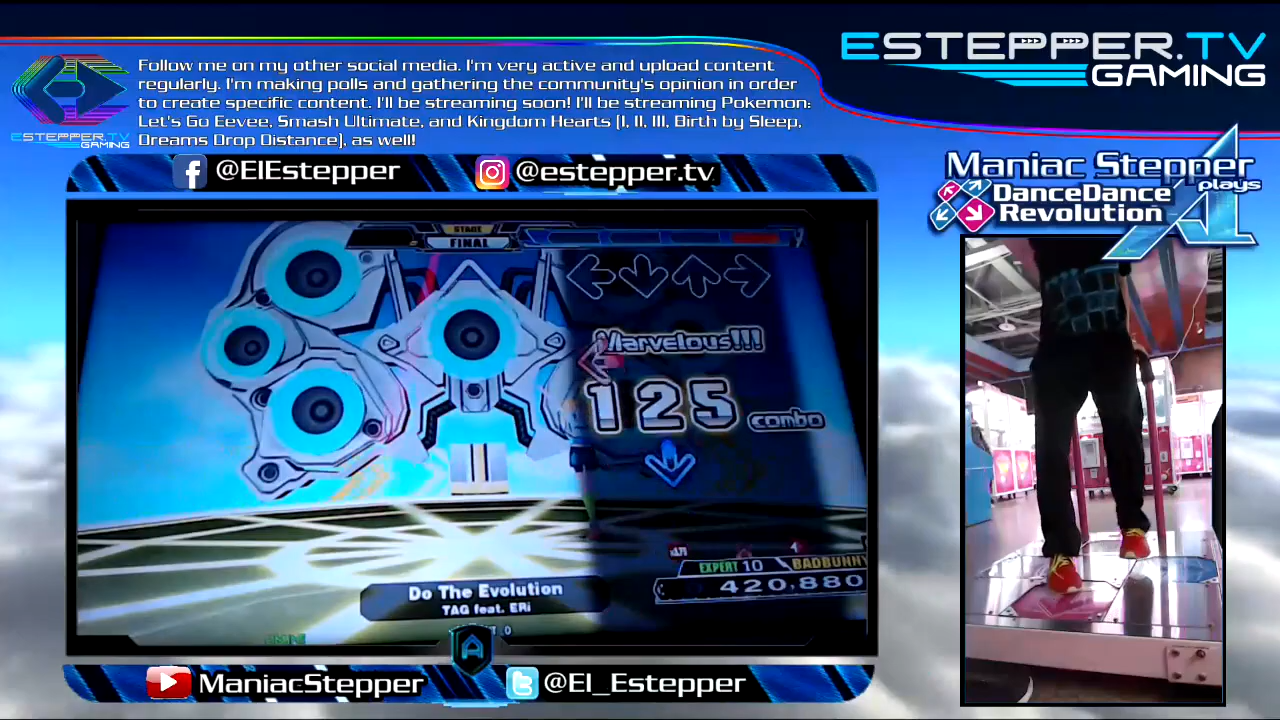 Follow me on my other social media. I'm very active and upload content
regularly. I'm making polls and gathering the community's opinion in order
to create specific content. I'll be streaming soon! I'll be streaming Pokemon:
Let's Go Eevee, Smash Ultimate, and Kingdom Hearts (I, II, III, Birth by Sleep,
Dreams Drop Distance), as well!
ESTEPPER.TV
GAMING
ESTEPPER.TV
GAMING
@ElEstepper
@estepper.tv
Maniac Stepper
plays
DanceDance
Revolution
A
STAGE
FINAL
Marvelous!!!
125
combo
EXPERT 10
BADBUNNY
420,880
Do The Evolution
TAG feat. ERi
A
ManiacStepper
@El_Estepper